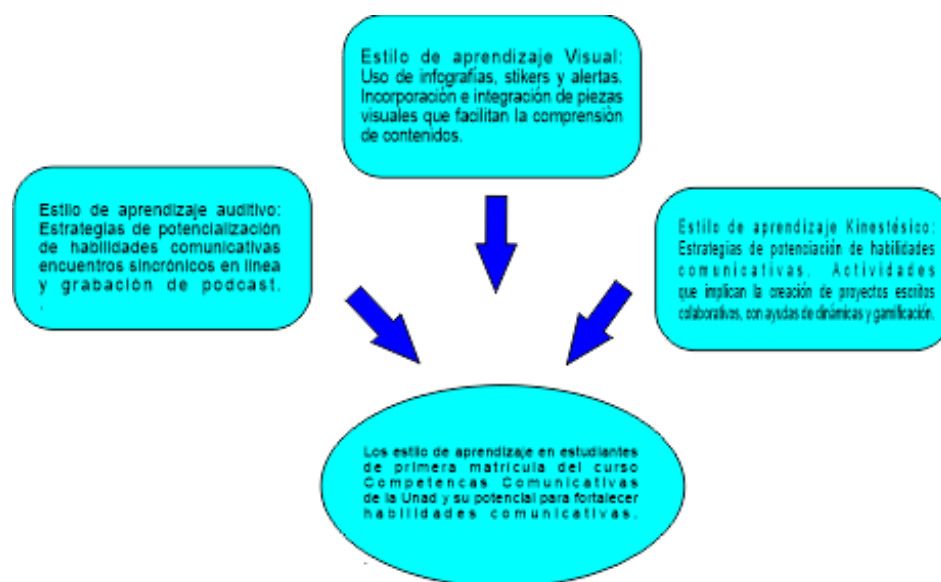 Estilo de aprendizaje Visual:
Uso de infografías, stikers y alertas.
Incorporación e integración de piezas
visuales que facilitan la comprensión
de contenidos.
Estilo de aprendizaje auditivo:
Estrategias de potencialización
de habilidades comunicativas
encuentros sincrónicos en línea
y grabación de podcast.
.
Estilo de aprendizaje Kinestésico:
Estrategias de potenciación de habilidades
comunicativas. Actividades
que implican la creación de proyectos escritos
colaborativos, con ayudas de dinámicas y gamificación.
Los estilo de aprendizaje en estudiantes
de primera matrícula del curso
Competencas Comunicativas
de la Unad y su potencial para fortalecer
habilidades comunicativas.
.